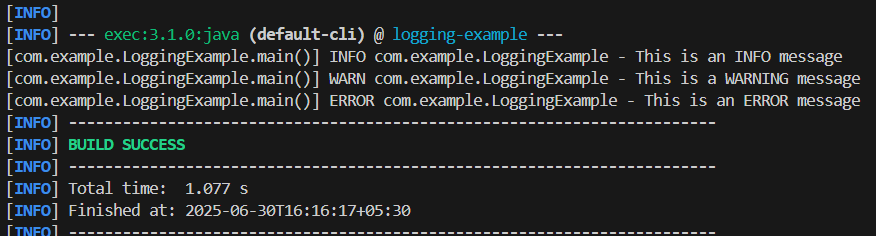 [INFO]
[INFO] --- exec:3.1.0:java (default-cli) @ logging-example ---
[com.example.LoggingExample.main()] INFO com.example.LoggingExample - This is an INFO message
[com.example.LoggingExample.main()] WARN com.example.LoggingExample - This is a WARNING message
[com.example.LoggingExample.main()] ERROR com.example.LoggingExample - This is an ERROR message
[INFO] ------------------------------------------------------------------------
[INFO] BUILD SUCCESS
[INFO] ------------------------------------------------------------------------
[INFO] Total time:  1.077 s
[INFO] Finished at: 2025-06-30T16:16:17+05:30
[INFO] ------------------------------------------------------------------------